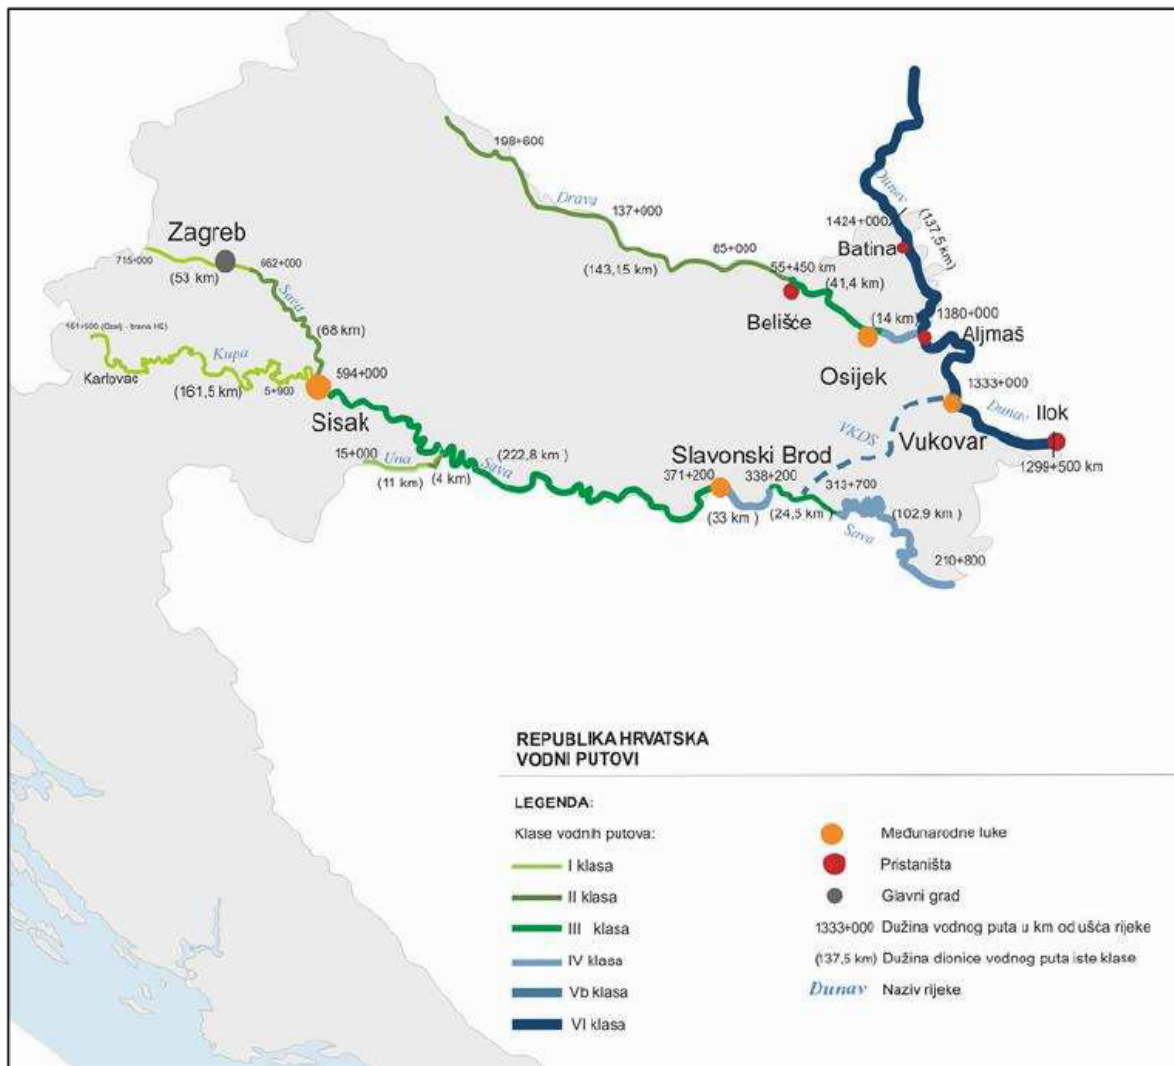 198+600
Drava
137+000
(143,15 km)
85+000
55+450 km
(41,4 km)
Belišće
(14 km)
Osijek
Dunav
(137,5 km)
1424+000
Batina
1380+000
Aljmaš
1333+000
Dunav
Ilok
1299+500 km
Vukovar
VKDS
Zagreb
715+000
(53 km)
662+000
Sava
(68 km)
Karlovac
Kupa
(161,5 km)
5+900
594+000
Sisak
15+000
Una
(11 km)
(4 km)
Sava
(222,8 km )
Slavonski Brod
371+200
338+200
(33 km )
(24,5 km )
313+700
(102,9 km )
Sava
210+800
REPUBLIKA HRVATSKA
VODNI PUTOVI
LEGENDA:
Klase vodnih putova:
I klasa
II klasa
III klasa
IV klasa
Vb klasa
VI klasa
Međunarodne luke
Pristaništa
Glavni grad
1333+000 Dužina vodnog puta u km od ušća rijeke
(137,5 km) Dužina dionice vodnog puta iste klase
Dunav Naziv rijeke